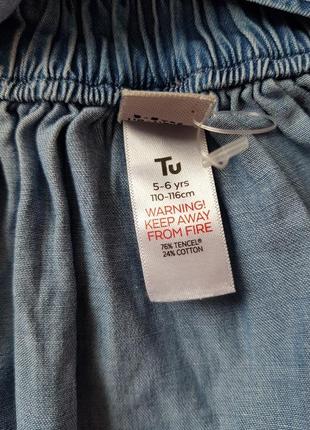 Tu
5-6 yrs
110-116cm
WARNING!
KEEP AWAY
FROM FIRE
76% TENCEL®
24% COTTON